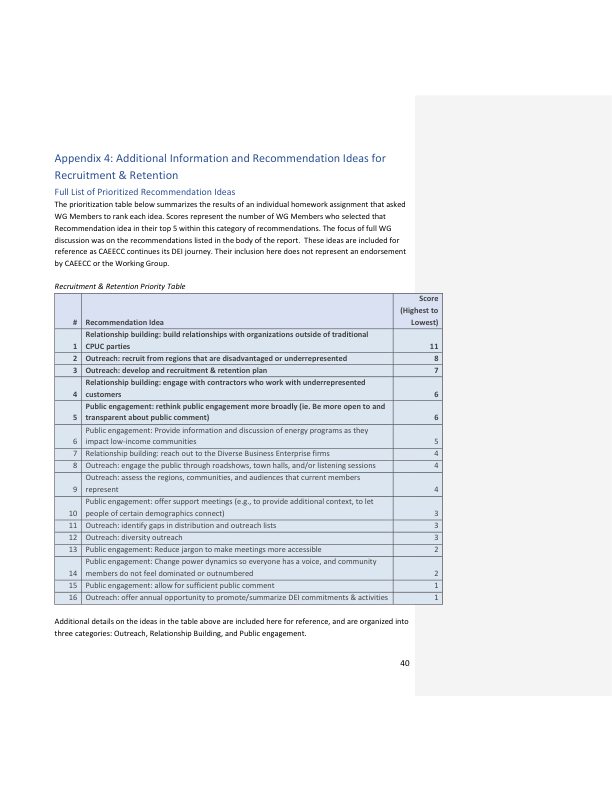 Appendix 4: Additional Information and Recommendation Ideas for
Recruitment & Retention
Full List of Prioritized Recommendation Ideas
The prioritization table below summarizes the results of an individual homework assignment that asked
WG Members to rank each idea. Scores represent the number of WG Members who selected that
Recommendation idea in their top 5 within this category of recommendations. The focus of full WG
discussion was on the recommendations listed in the body of the report.  These ideas are included for
reference as CAEECC continues its DEI journey. Their inclusion here does not represent an endorsement
by CAEECC or the Working Group.
Recruitment & Retention Priority Table
# Recommendation Idea Score
(Highest to
Lowest)
Relationship building: build relationships with organizations outside of traditional
1 CPUC parties 11
2 Outreach: recruit from regions that are disadvantaged or underrepresented 8
3 Outreach: develop and recruitment & retention plan 7
Relationship building: engage with contractors who work with underrepresented
4 customers 6
Public engagement: rethink public engagement more broadly (ie. Be more open to and
5 transparent about public comment) 6
Public engagement: Provide information and discussion of energy programs as they
6 impact low-income communities 5
7 Relationship building: reach out to the Diverse Business Enterprise firms 4
8 Outreach: engage the public through roadshows, town halls, and/or listening sessions 4
Outreach: assess the regions, communities, and audiences that current members
9 represent 4
Public engagement: offer support meetings (e.g., to provide additional context, to let
10 people of certain demographics connect) 3
11 Outreach: identify gaps in distribution and outreach lists 3
12 Outreach: diversity outreach 3
13 Public engagement: Reduce jargon to make meetings more accessible 2
Public engagement: Change power dynamics so everyone has a voice, and community
14 members do not feel dominated or outnumbered 2
15 Public engagement: allow for sufficient public comment 1
16 Outreach: offer annual opportunity to promote/summarize DEI commitments & activities 1
Additional details on the ideas in the table above are included here for reference, and are organized into
three categories: Outreach, Relationship Building, and Public engagement.
40